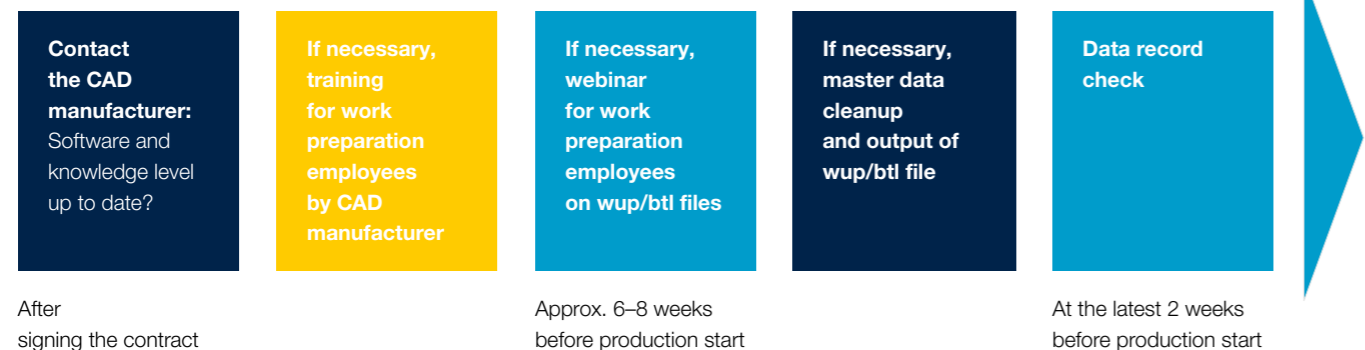 Contact
the CAD
manufacturer:
Software and
knowledge level
up to date?
If necessary,
training
for work
preparation
employees
by CAD
manufacturer
If necessary,
webinar
for work
preparation
employees
on wup/btl files
If necessary,
master data
cleanup
and output of
wup/btl file
Data record
check
After
signing the contract
Approx. 6–8 weeks
before production start
At the latest 2 weeks
before production start